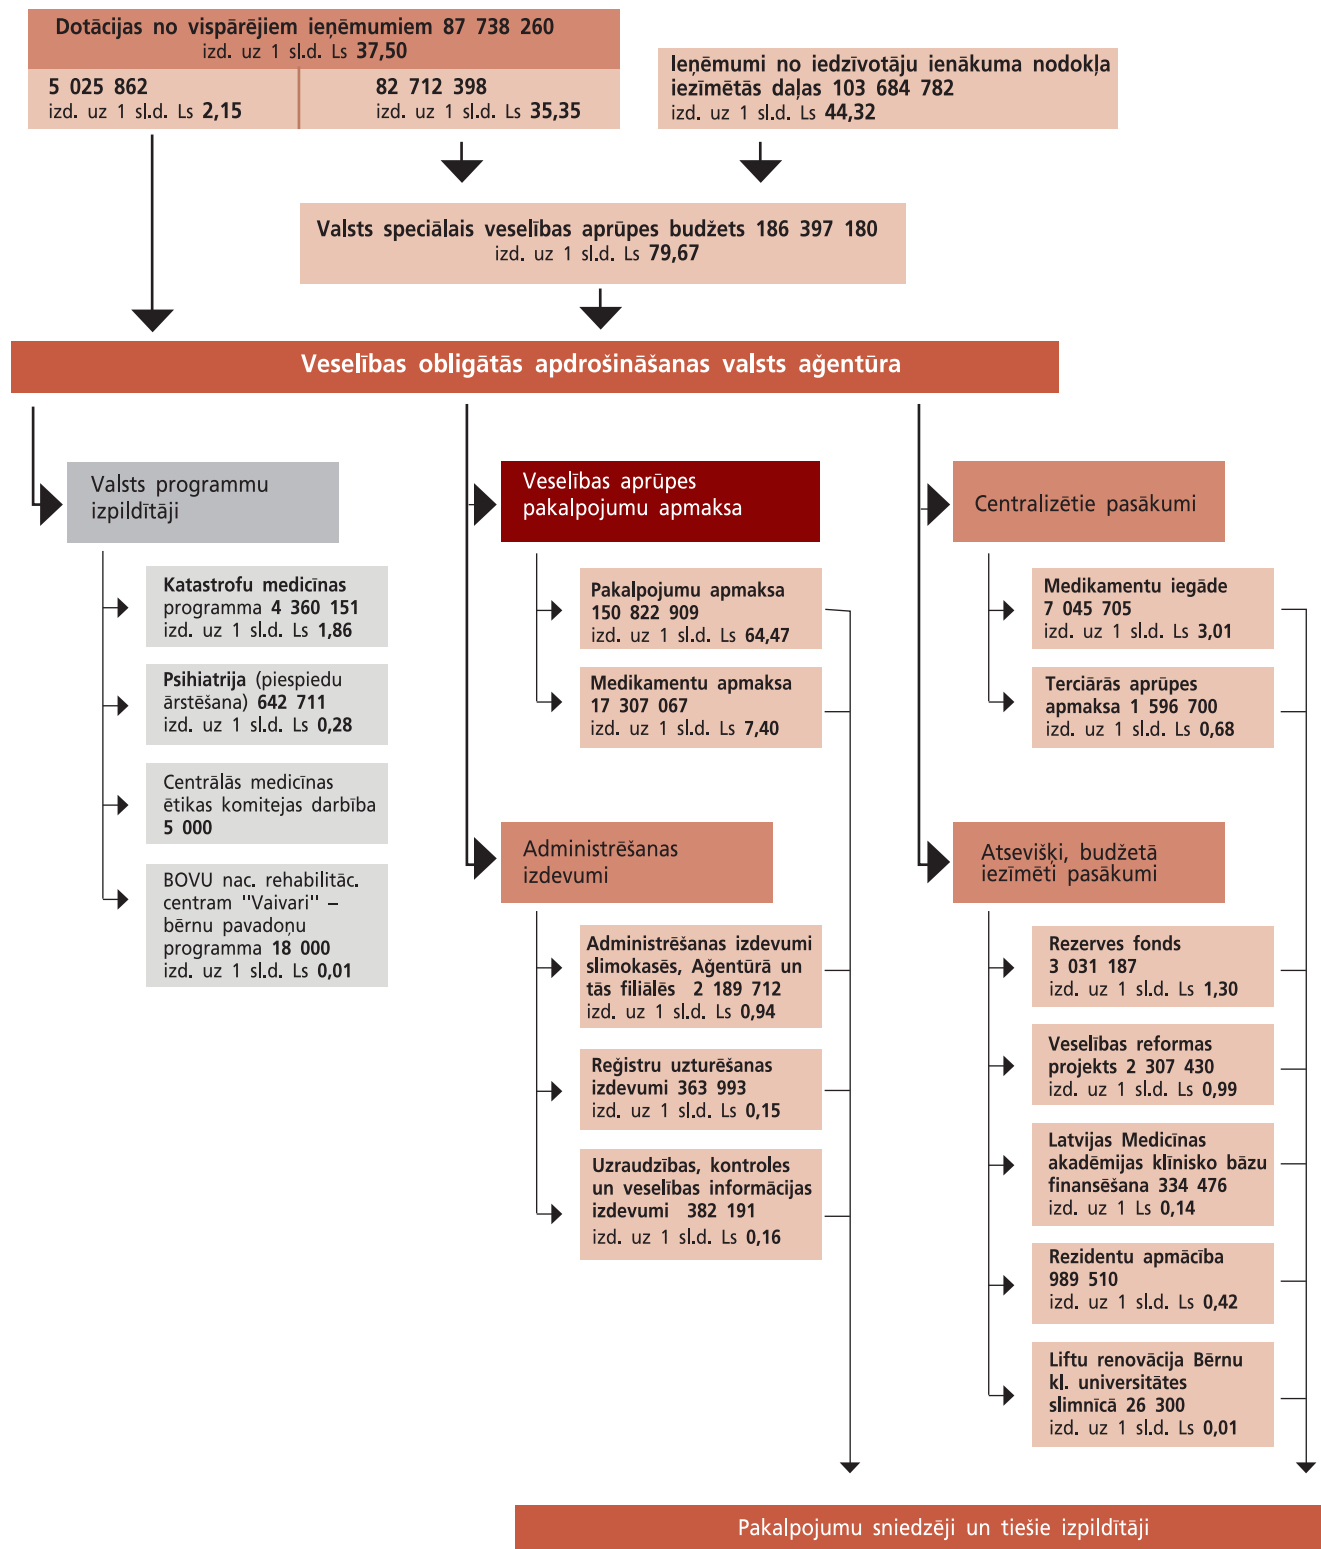 Dotācijas no vispārējiem ieņēmumiem 87 738 260
izd. uz 1 sl.d. Ls 37,50
5 025 862
izd. uz 1 sl.d. Ls 2,15
82 712 398
izd. uz 1 sl.d. Ls 35,35
Ieņēmumi no iedzīvotāju ienākuma nodokļa
iezīmētās daļas 103 684 782
izd. uz 1 sl.d. Ls 44,32
Valsts speciālais veselības aprūpes budžets 186 397 180
izd. uz 1 sl.d. Ls 79,67
Veselības obligātās apdrošināšanas valsts aģentūra
Valsts programmu
izpildītāji
Katastrofu medicīnas
programma 4 360 151
izd. uz 1 sl.d. Ls 1,86
Psihiatrija (piespiedu
ārstēšana) 642 711
izd. uz 1 sl.d. Ls 0,28
Centrālās medicīnas
ētikas komitejas darbība
5 000
BOVU nac. rehabilitāc.
centram "Vaivari" –
bērnu pavadoņu
programma 18 000
izd. uz 1 sl.d. Ls 0,01
Veselības aprūpes
pakalpojumu apmaksa
Pakalpojumu apmaksa
150 822 909
izd. uz 1 sl.d. Ls 64,47
Medikamentu apmaksa
17 307 067
izd. uz 1 sl.d. Ls 7,40
Administrēšanas
izdevumi
Administrēšanas izdevumi
slimokasēs, Aģentūrā un
tās filiālēs 2 189 712
izd. uz 1 sl.d. Ls 0,94
Reģistru uzturēšanas
izdevumi 363 993
izd. uz 1 sl.d. Ls 0,15
Uzraudzības, kontroles
un veselības informācijas
izdevumi 382 191
izd. uz 1 sl.d. Ls 0,16
Centralizētie pasākumi
Medikamentu iegāde
7 045 705
izd. uz 1 sl.d. Ls 3,01
Terciārās aprūpes
apmaksa 1 596 700
izd. uz 1 sl.d. Ls 0,68
Atsevišķi, budžetā
iezīmēti pasākumi
Rezerves fonds
3 031 187
izd. uz 1 sl.d. Ls 1,30
Veselības reformas
projekts 2 307 430
izd. uz 1 sl.d. Ls 0,99
Latvijas Medicīnas
akadēmijas klīnisko bāzu
finansēšana 334 476
izd. uz 1 Ls 0,14
Rezidentu apmācība
989 510
izd. uz 1 sl.d. Ls 0,42
Liftu renovācija Bērnu
kl. universitātes
slimnīcā 26 300
izd. uz 1 sl.d. Ls 0,01
Pakalpojumu sniedzēji un tiešie izpildītāji